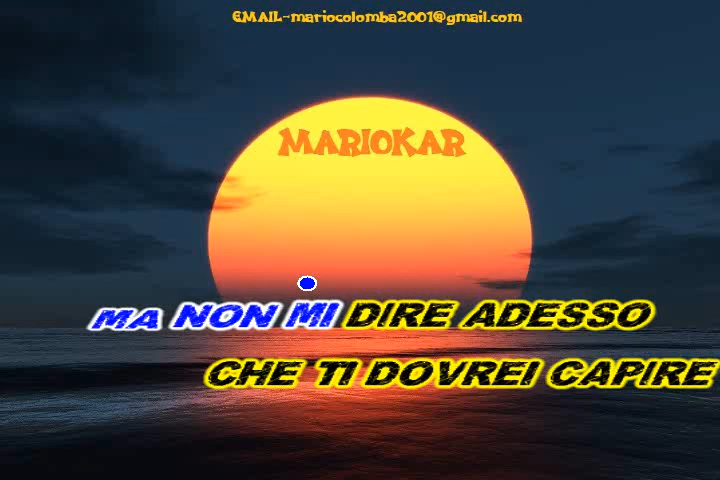 EMAIL-mariocolomba2001@gmail.com
MARIOKAR
MA NON MI DIRE ADESSO
CHE TI DOVREI CAPIRE